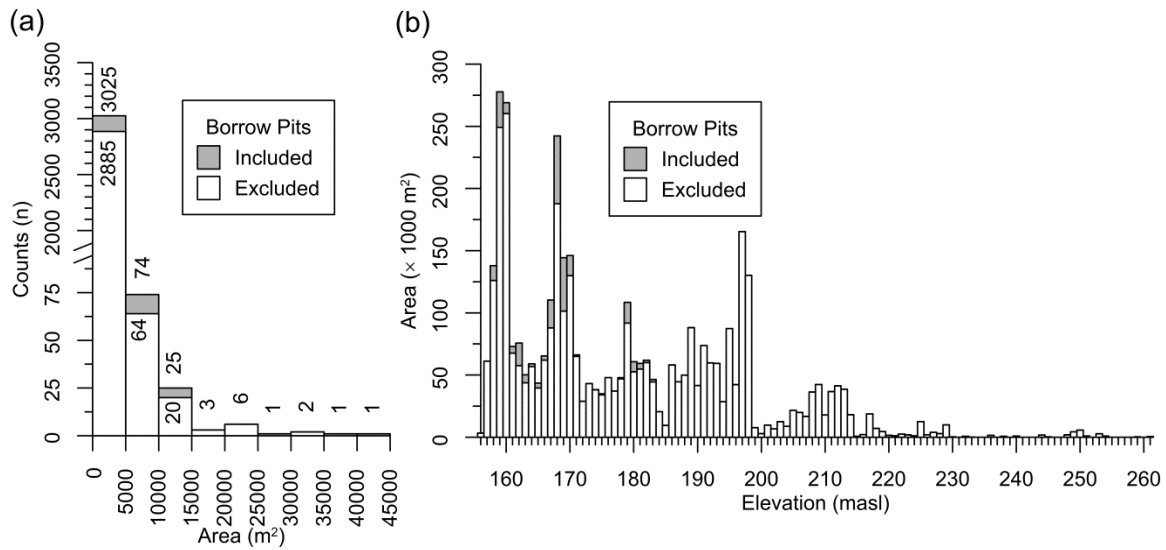 (a)
3500
3000
2500
2000
75
50
25
0
Counts (n)
3025
2885
74
64
25
20
3
6
1
2
1
1
Borrow Pits
Included
Excluded
0
5000
10000
15000
20000
25000
30000
35000
40000
45000
Area (m²)
(b)
300
250
200
150
100
50
0
Area (× 1000 m²)
Borrow Pits
Included
Excluded
160 170 180 190 200 210 220 230 240 250 260
Elevation (masl)